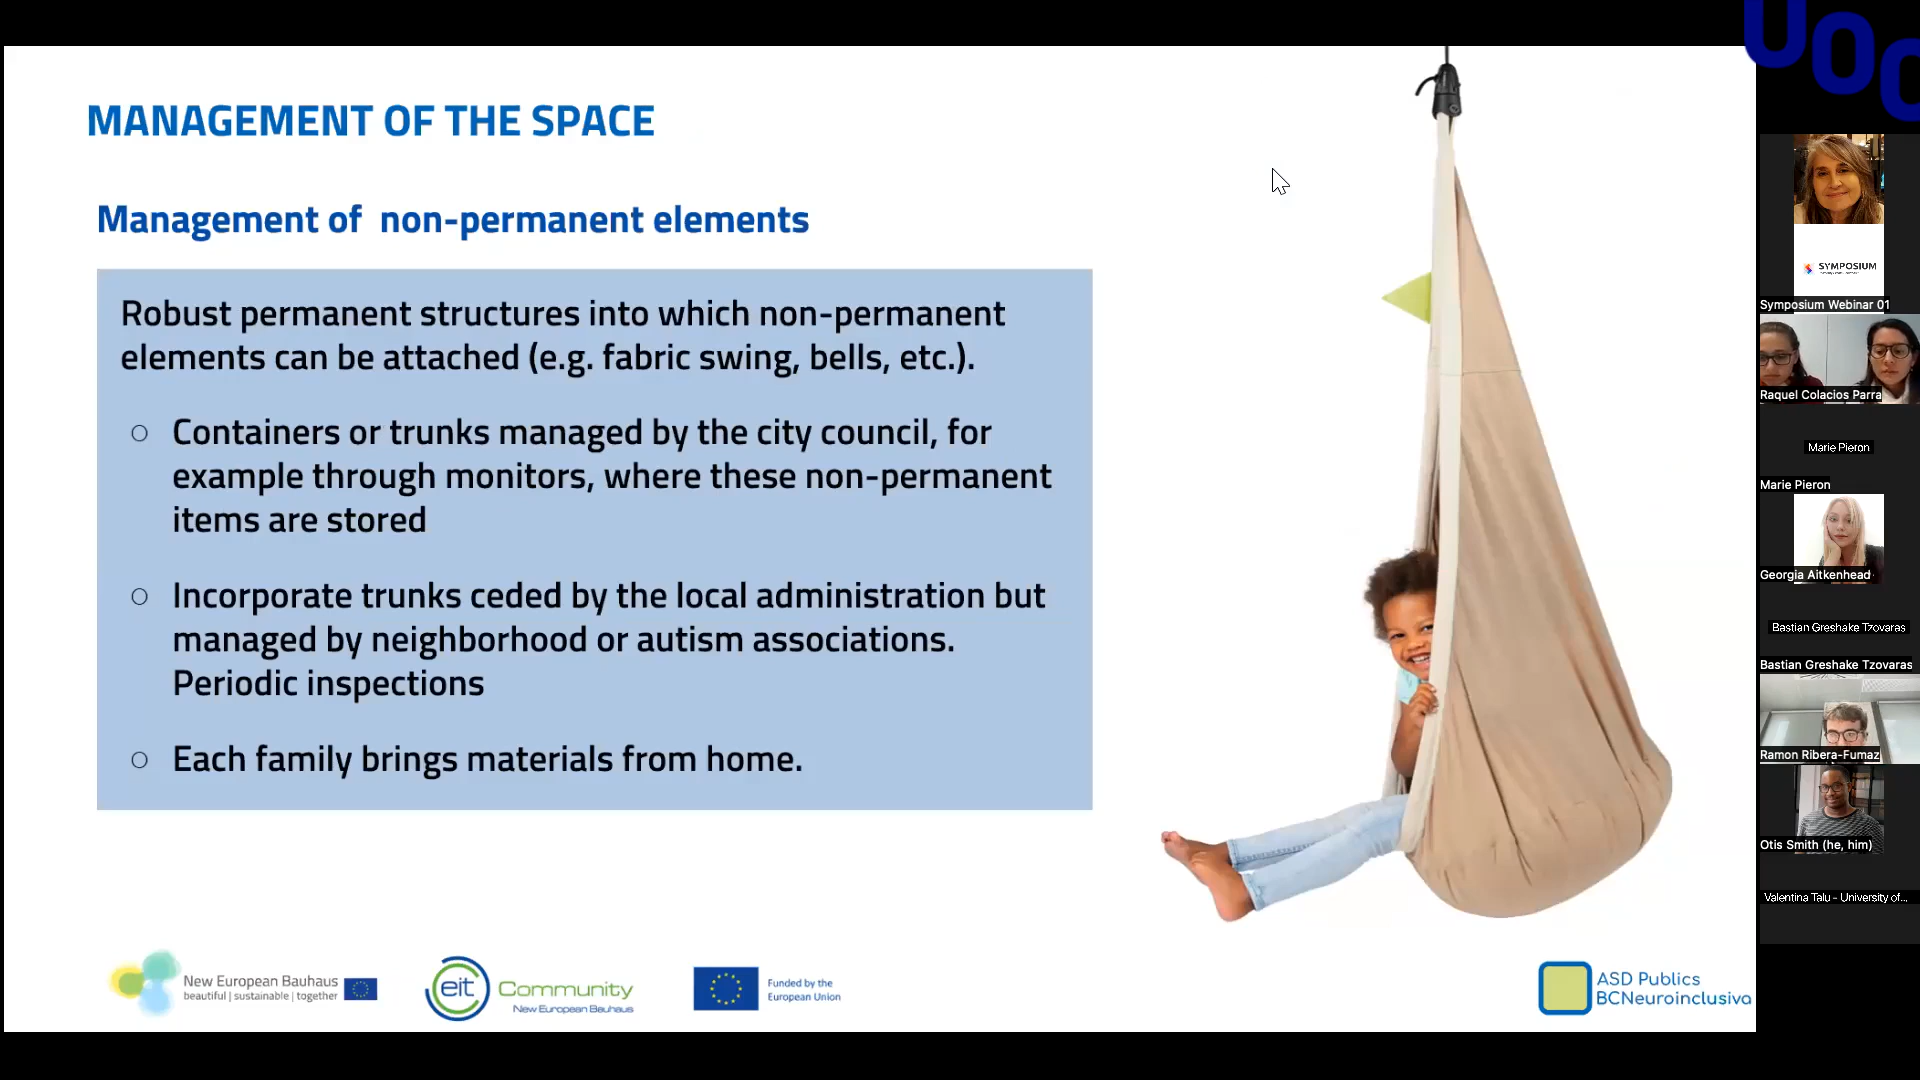 UOC
MANAGEMENT OF THE SPACE
Management of non-permanent elements
Robust permanent structures into which non-permanent
elements can be attached (e.g. fabric swing, bells, etc.).
Containers or trunks managed by the city council, for
example through monitors, where these non-permanent
items are stored
Incorporate trunks ceded by the local administration but
managed by neighborhood or autism associations.
Periodic inspections
Each family brings materials from home.
New European Bauhaus
beautiful | sustainable | together
eit Community
New European Bauhaus
Funded by the
European Union
ASD Publics
BCNeuroinclusiva
SYMPOSIUM
Symposium Webinar 01
Raquel Colacios Parra
Marie Pieron
Marie Pieron
Georgia Aitkenhead
Bastian Greshake Tzovaras
Bastian Greshake Tzovaras
Ramon Ribera-Fumaz
Otis Smith (he, him)
Valentina Talu - University of...